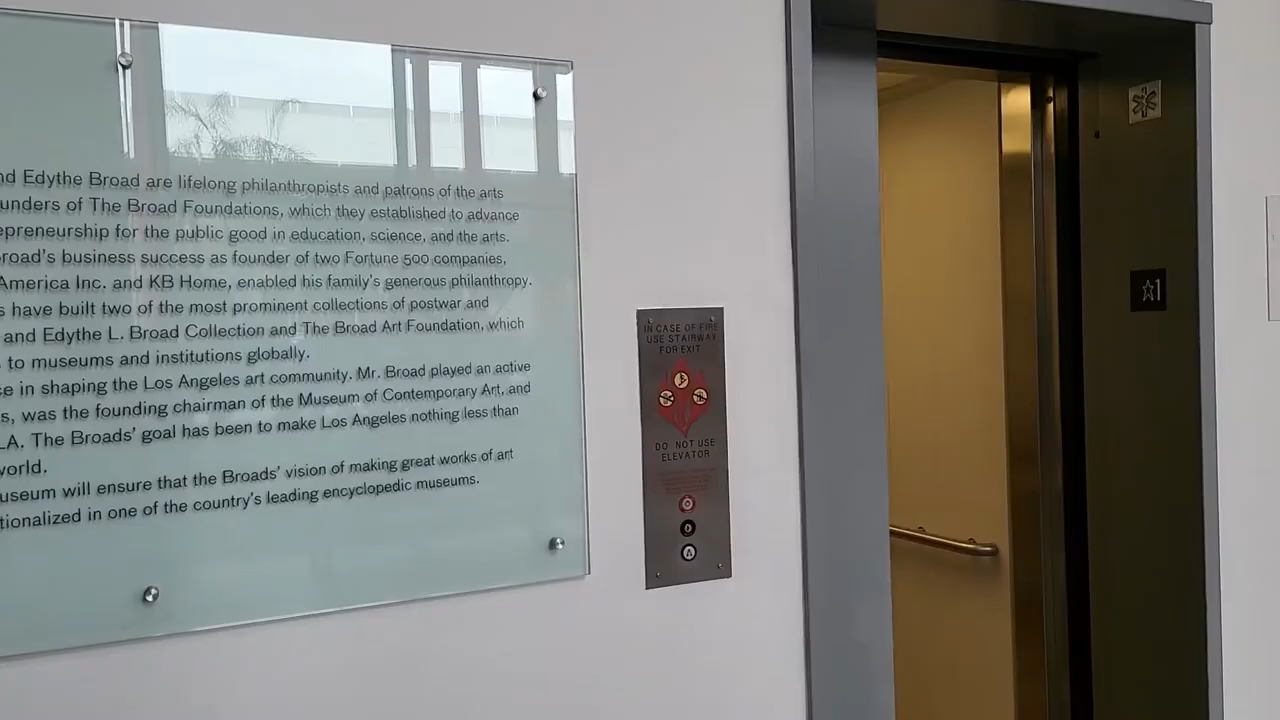 nd Edythe Broad are lifelong philanthropists and patrons of the arts
unders of The Broad Foundations, which they established to advance
epreneurship for the public good in education, science, and the arts.
road's business success as founder of two Fortune 500 companies,
America Inc. and KB Home, enabled his family's generous philanthropy.
s have built two of the most prominent collections of postwar and
and Edythe L. Broad Collection and The Broad Art Foundation, which
to museums and institutions globally.
ce in shaping the Los Angeles art community. Mr. Broad played an active
s, was the founding chairman of the Museum of Contemporary Art, and
LA. The Broads' goal has been to make Los Angeles nothing less than
world.
useum will ensure that the Broads' vision of making great works of art
tionalized in one of the country's leading encyclopedic museums.
IN CASE OF FIRE
USE STAIRWAY
FOR EXIT
DO NOT USE
ELEVATOR
☆1